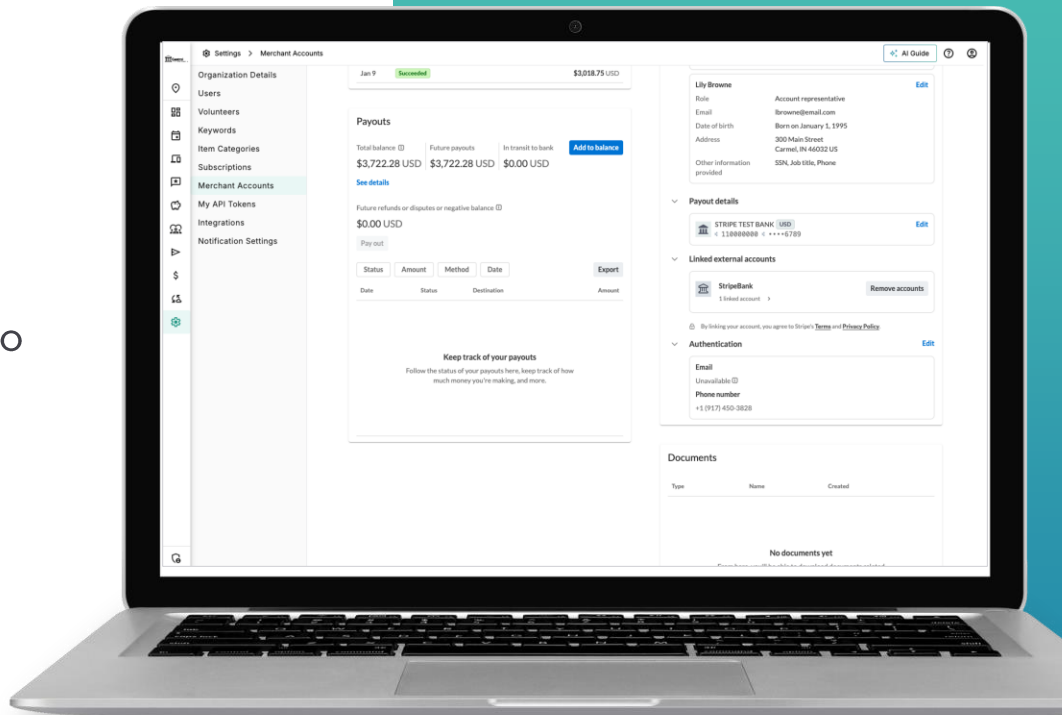 Settings > Merchant Accounts
AI Guide
Organization Details
Users
Volunteers
Keywords
Item Categories
Subscriptions
Merchant Accounts
My API Tokens
Integrations
Notification Settings
Jan 9 Succeeded $3,018.75 USD
Payouts
Total balance Future payouts In transit to bank Add to balance
$3,722.28 USD $3,722.28 USD $0.00 USD
See details
Future refunds or disputes or negative balance
$0.00 USD
Pay out
Status Amount Method Date Export
Date Status Destination Amount
Keep track of your payouts
Follow the status of your payouts here, keep track of how
much money you're making, and more.
Lily Browne Edit
Role Account representative
Email lbrowne@email.com
Date of birth Born on January 1, 1995
Address 300 Main Street
Carmel, IN 46032 US
Other information SSN, Job title, Phone
provided
Payout details
STRIPE TEST BANK USD Edit
110000000 ••••6789
Linked external accounts
StripeBank Remove accounts
1 linked account >
By linking your account, you agree to Stripe's Terms and Privacy Policy
Authentication Edit
Email
Unavailable
Phone number
+1 (917) 450-3828
Documents
Type Name Created
No documents yet